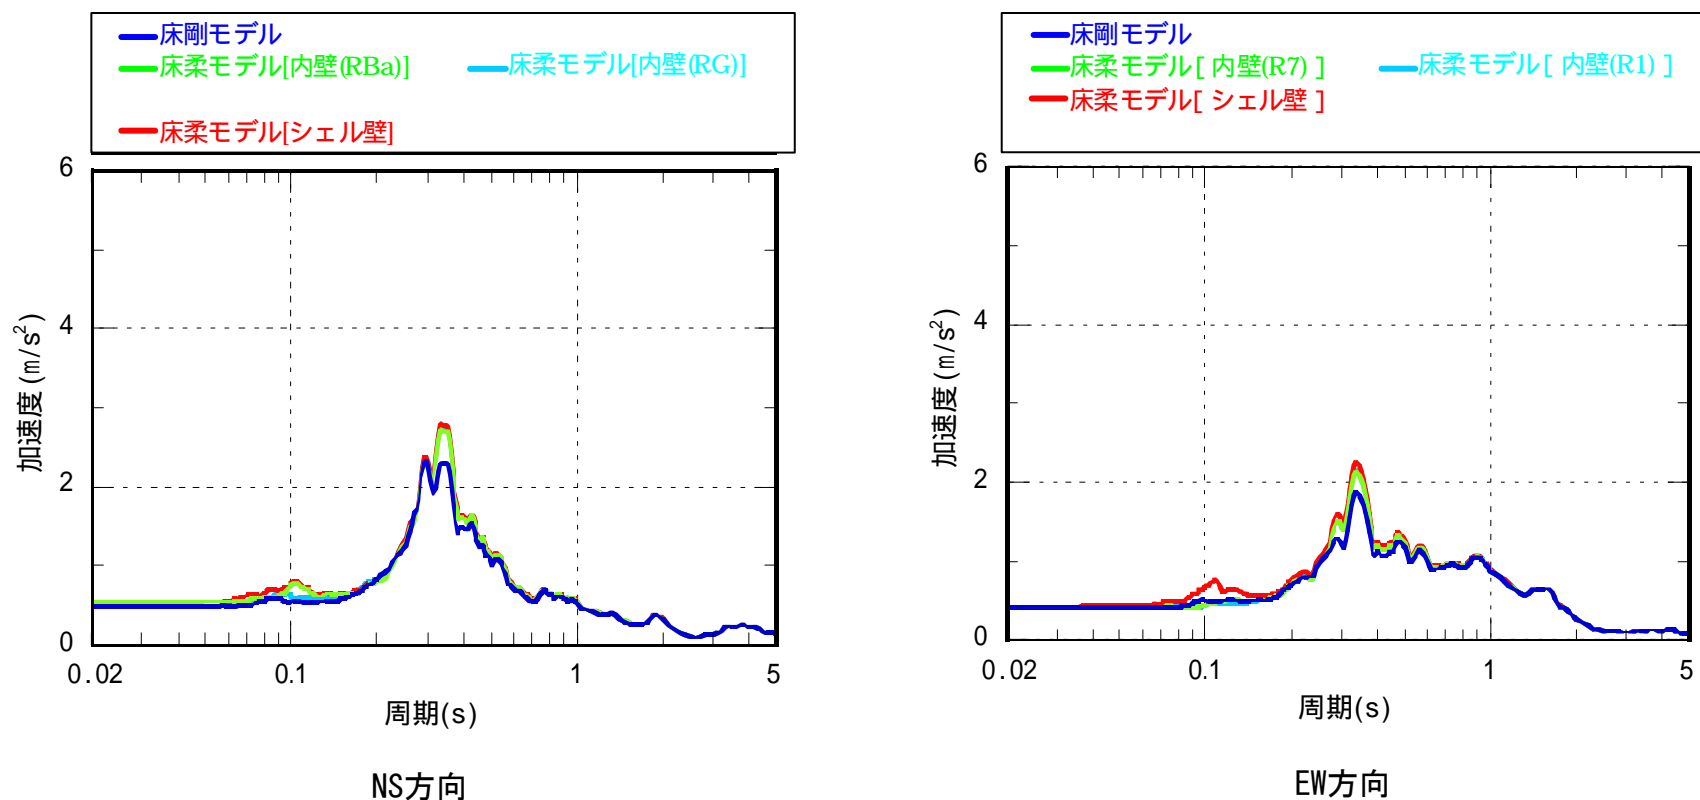 床剛モデル
床柔モデル[内壁(RBa)]
床柔モデル[内壁(RG)]
床柔モデル[シェル壁]
6
4
2
0
加速度(m/s²)
0.02
0.1
1
5
周期(s)
NS方向
床剛モデル
床柔モデル[ 内壁(R7) ]
床柔モデル[ 内壁(R1) ]
床柔モデル[ シェル壁 ]
6
4
2
0
加速度(m/s²)
0.02
0.1
1
5
周期(s)
EW方向